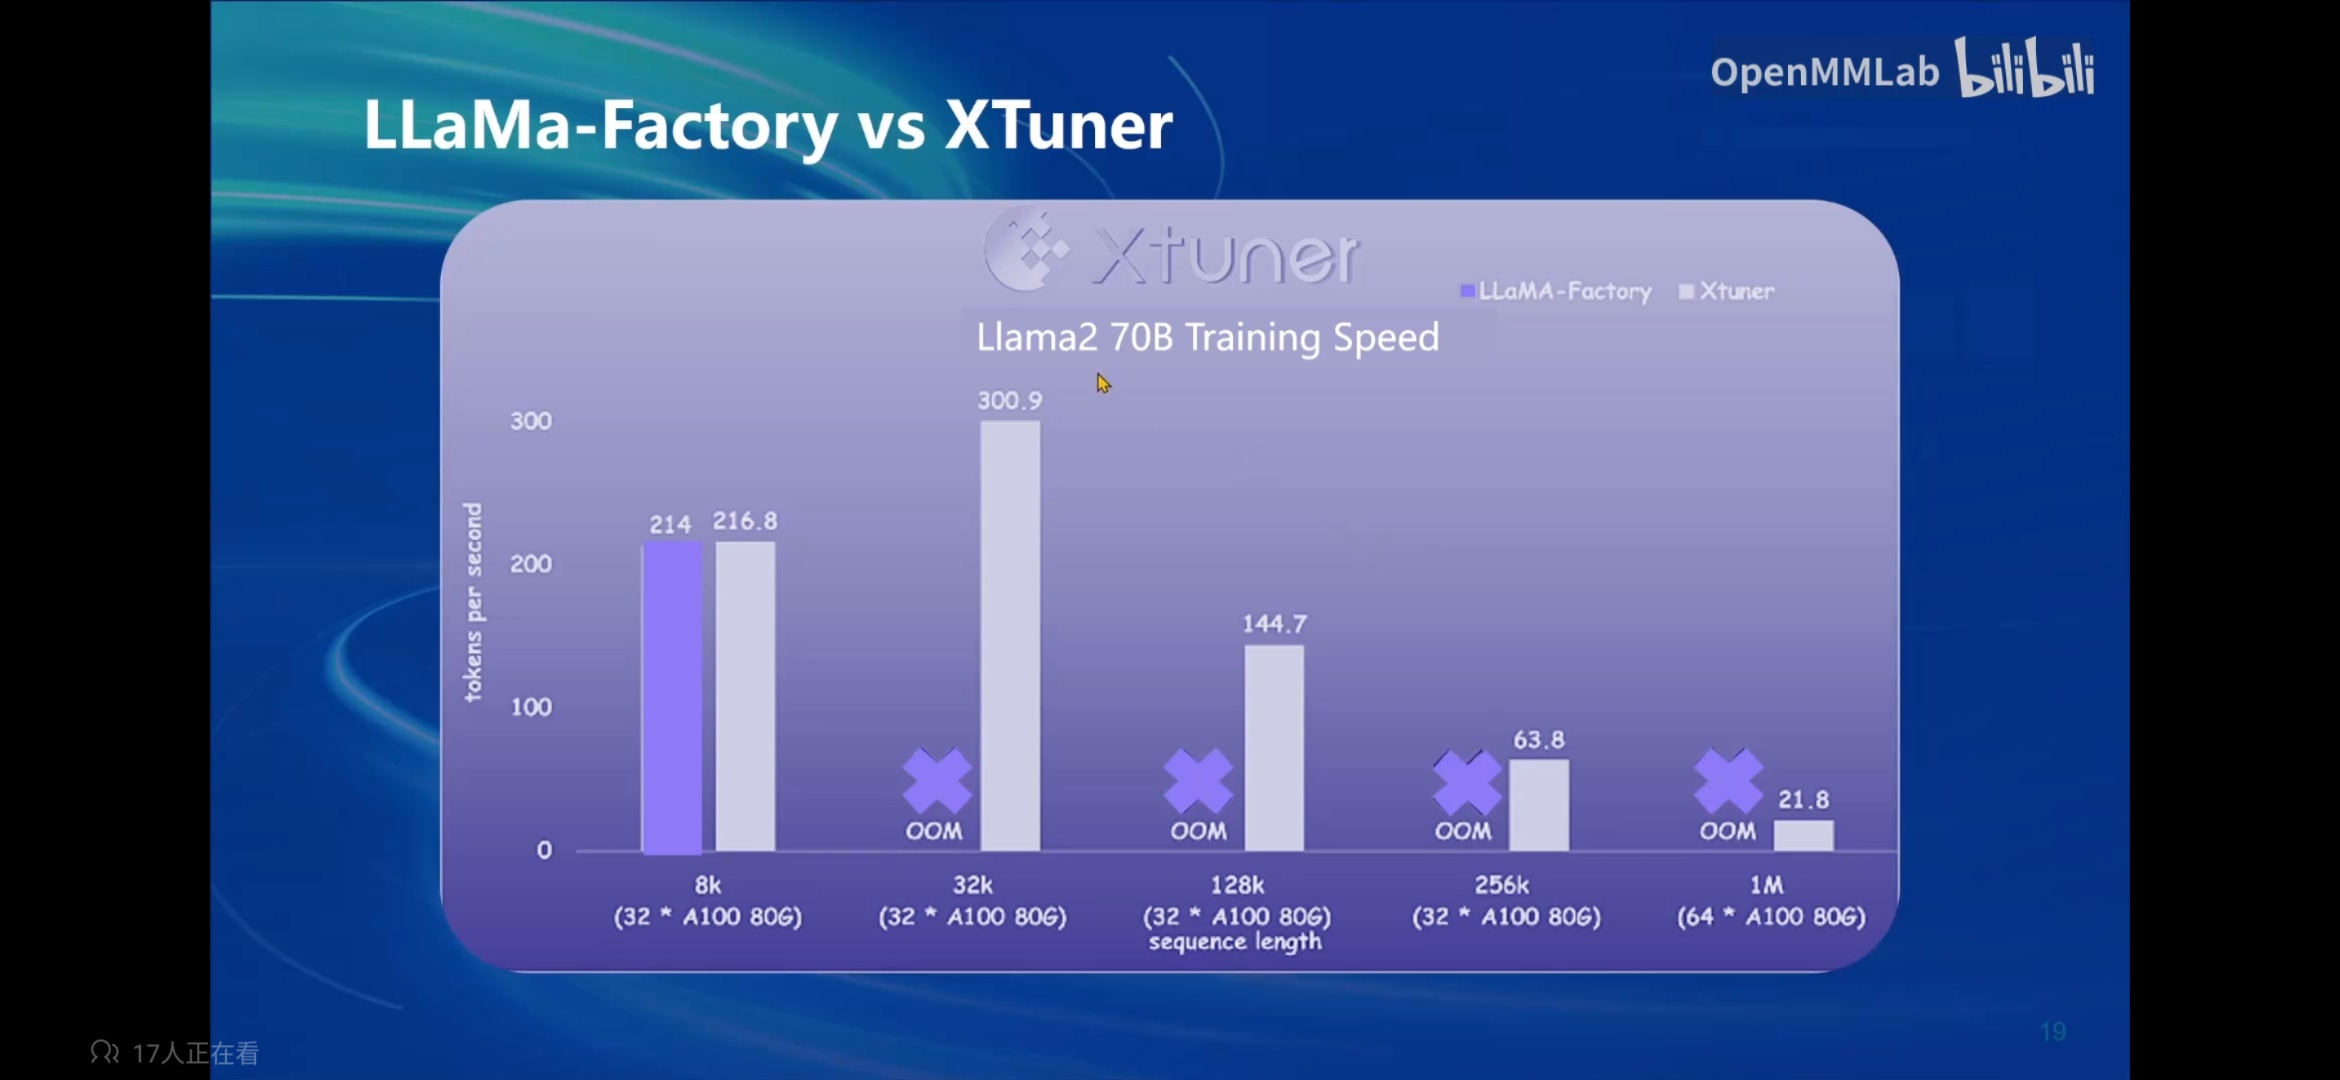 OpenMMLab bilibili
LLaMa-Factory vs XTuner
Xtuner
LLaMA-Factory Xtuner
Llama2 70B Training Speed
tokens per second
300
200
100
0
214 216.8
300.9
144.7
63.8
21.8
OOM OOM OOM OOM
8k 32k 128k 256k 1M
(32 * A100 80G) (32 * A100 80G) (32 * A100 80G) (32 * A100 80G) (64 * A100 80G)
sequence length
19
17人正在看